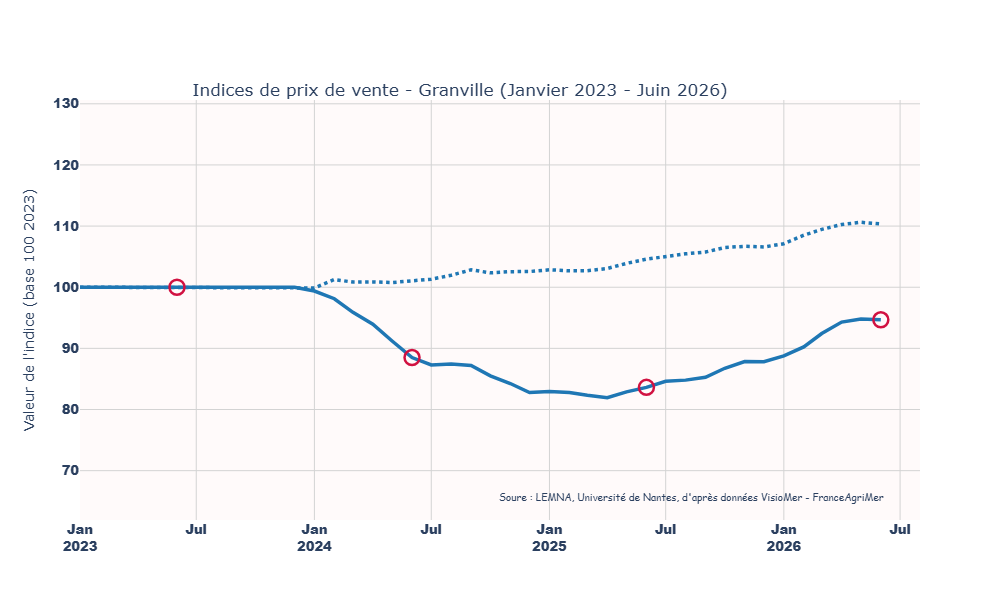 Indices de prix de vente - Granville (Janvier 2023 - Juin 2026)
130
120
110
100
90
80
70
Valeur de l'indice (base 100 2023)
Soure : LEMNA, Université de Nantes, d'après données VisioMer - FranceAgriMer
Jan Jul Jan Jul Jan Jul Jan Jul
2023 2024 2025 2026